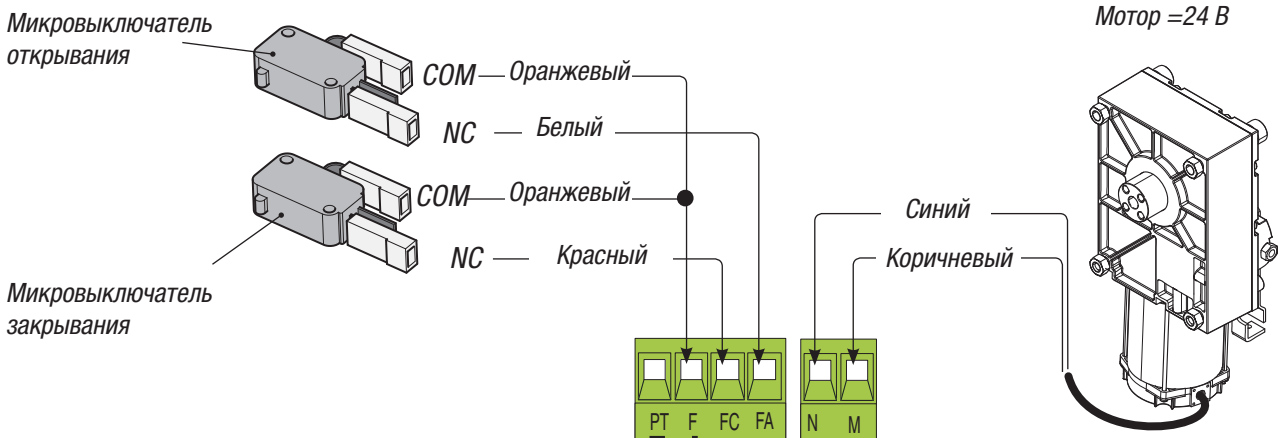 Микровыключатель
открывания
Мотор =24 В
COM Оранжевый
NC Белый
COM Оранжевый
NC Красный
Синий
Коричневый
Микровыключатель
закрывания
PT F FC FA N M